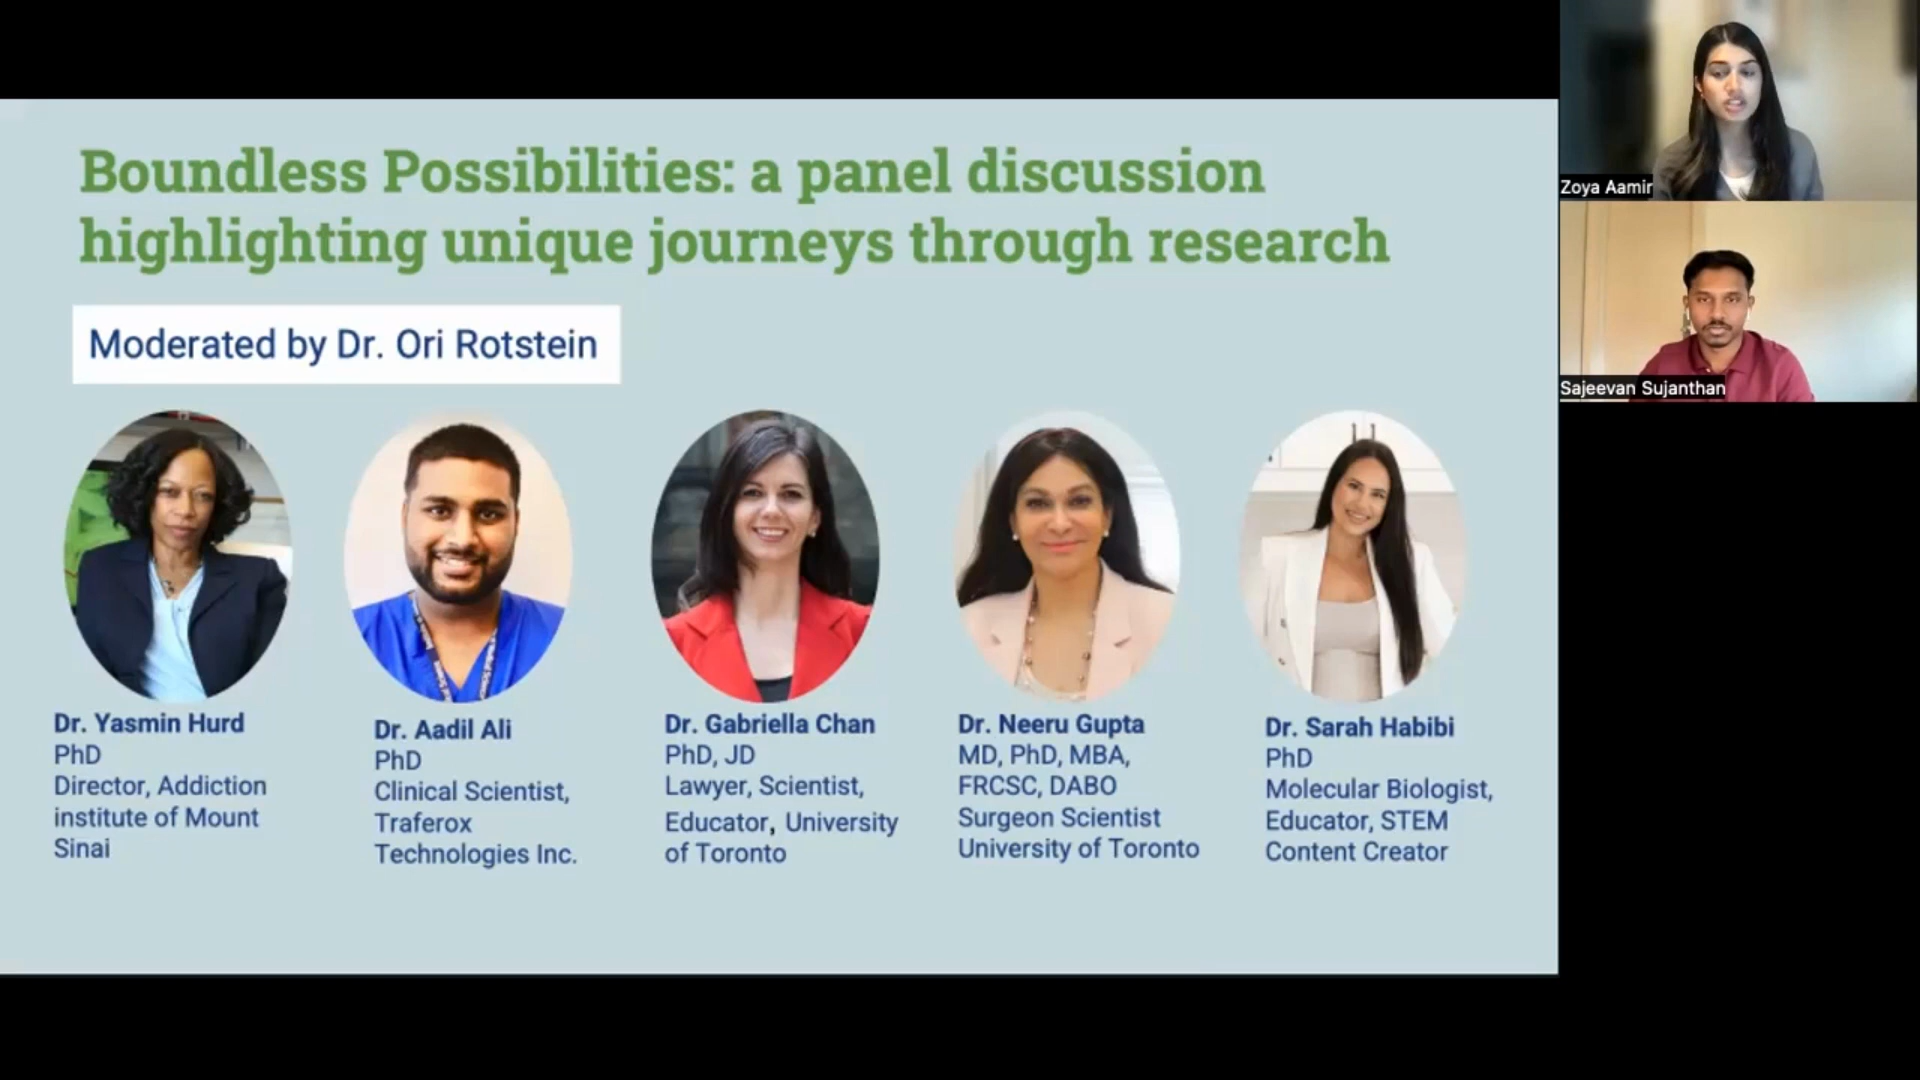 Boundless Possibilities: a panel discussion
highlighting unique journeys through research
Moderated by Dr. Ori Rotstein
Dr. Yasmin Hurd
PhD
Director, Addiction
institute of Mount
Sinai
Dr. Aadil Ali
PhD
Clinical Scientist,
Traferox
Technologies Inc.
Dr. Gabriella Chan
PhD, JD
Lawyer, Scientist,
Educator, University
of Toronto
Dr. Neeru Gupta
MD, PhD, MBA,
FRCSC, DABO
Surgeon Scientist
University of Toronto
Dr. Sarah Habibi
PhD
Molecular Biologist,
Educator, STEM
Content Creator
Zoya Aamir
Sajeevan Sujanthan